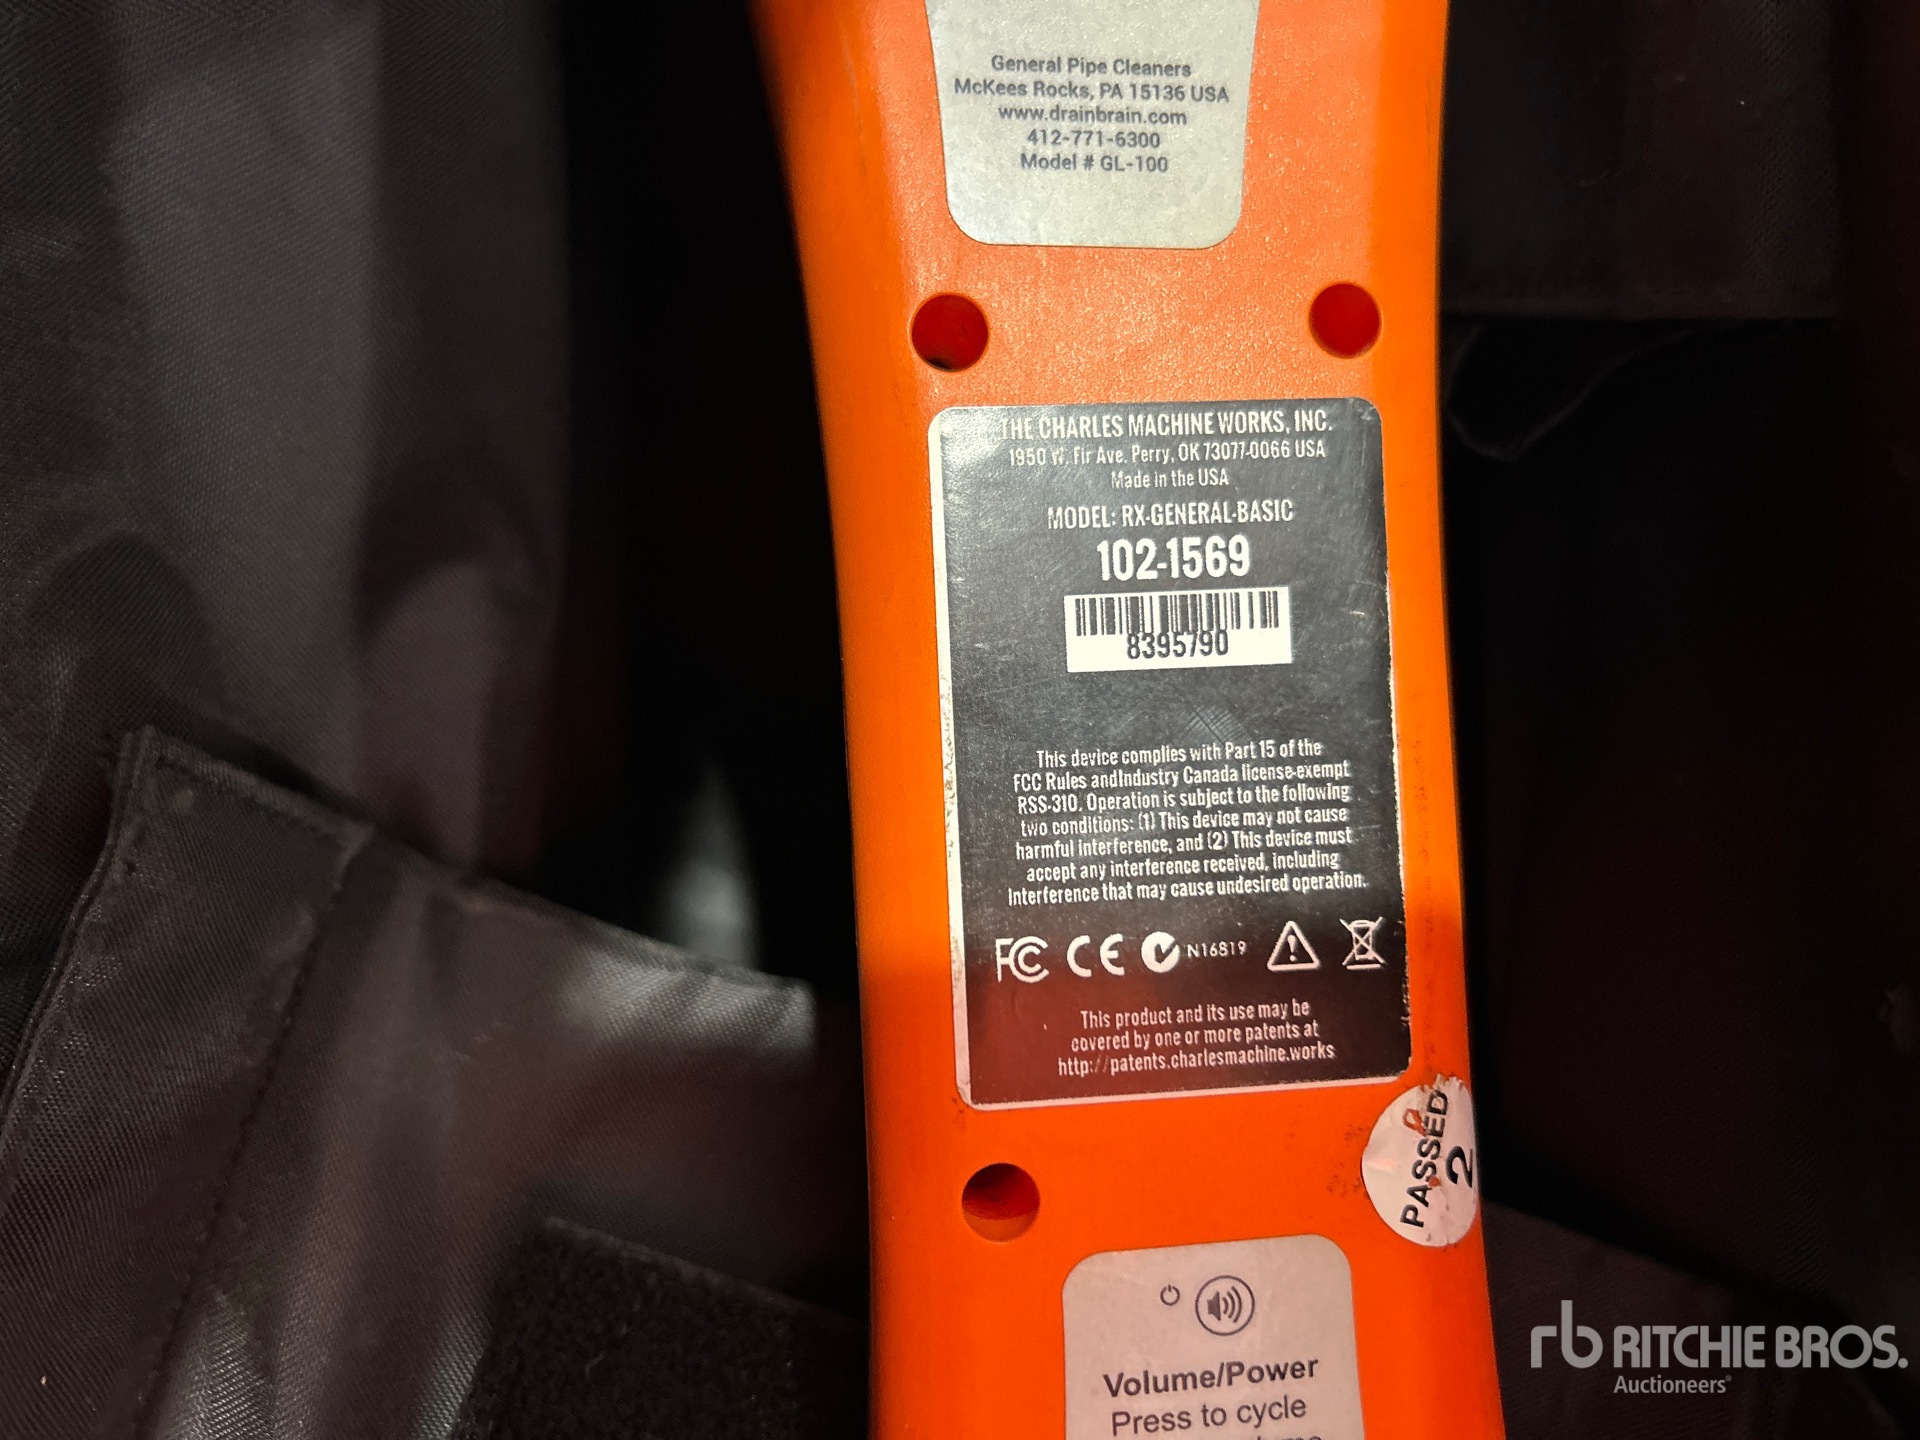 General Pipe Cleaners
McKees Rocks, PA 15136 USA
www.drainbrain.com
412-771-6300
Model # GL-100
THE CHARLES MACHINE WORKS, INC.
1950 W. Fir Ave. Perry, OK 73077-0066 USA
Made in the USA
MODEL: RX-GENERAL-BASIC
102-1569
8395790
This device complies with Part 15 of the
FCC Rules andIndustry Canada license-exempt
RSS-310. Operation is subject to the following
two conditions: (1) This device may not cause
harmful interference, and (2) This device must
accept any interference received, including
interference that may cause undesired operation.
FC CE N16819
This product and its use may be
covered by one or more patents at
http://patents.charlesmachine.works
PASSED
2
Volume/Power
Press to cycle
rb RITCHIE BROS.
Auctioneers